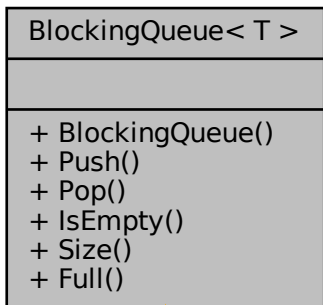 BlockingQueue< T >
+ BlockingQueue()
+ Push()
+ Pop()
+ IsEmpty()
+ Size()
+ Full()